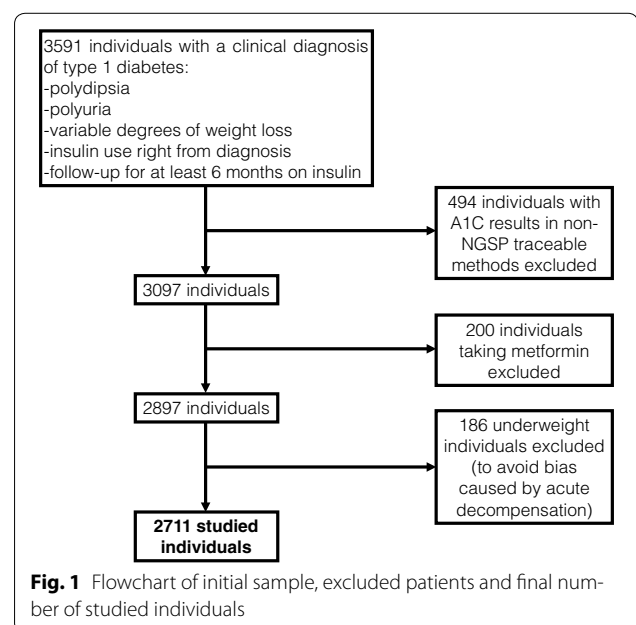 3591 individuals with a clinical diagnosis
of type 1 diabetes:
-polydipsia
-polyuria
-variable degrees of weight loss
-insulin use right from diagnosis
-follow-up for at least 6 months on insulin
494 individuals with
A1C results in non-
NGSP traceable
methods excluded
3097 individuals
200 individuals
taking metformin
excluded
2897 individuals
186 underweight
individuals excluded
(to avoid bias
caused by acute
decompensation)
2711 studied
individuals
Fig. 1 Flowchart of initial sample, excluded patients and final num-
ber of studied individuals